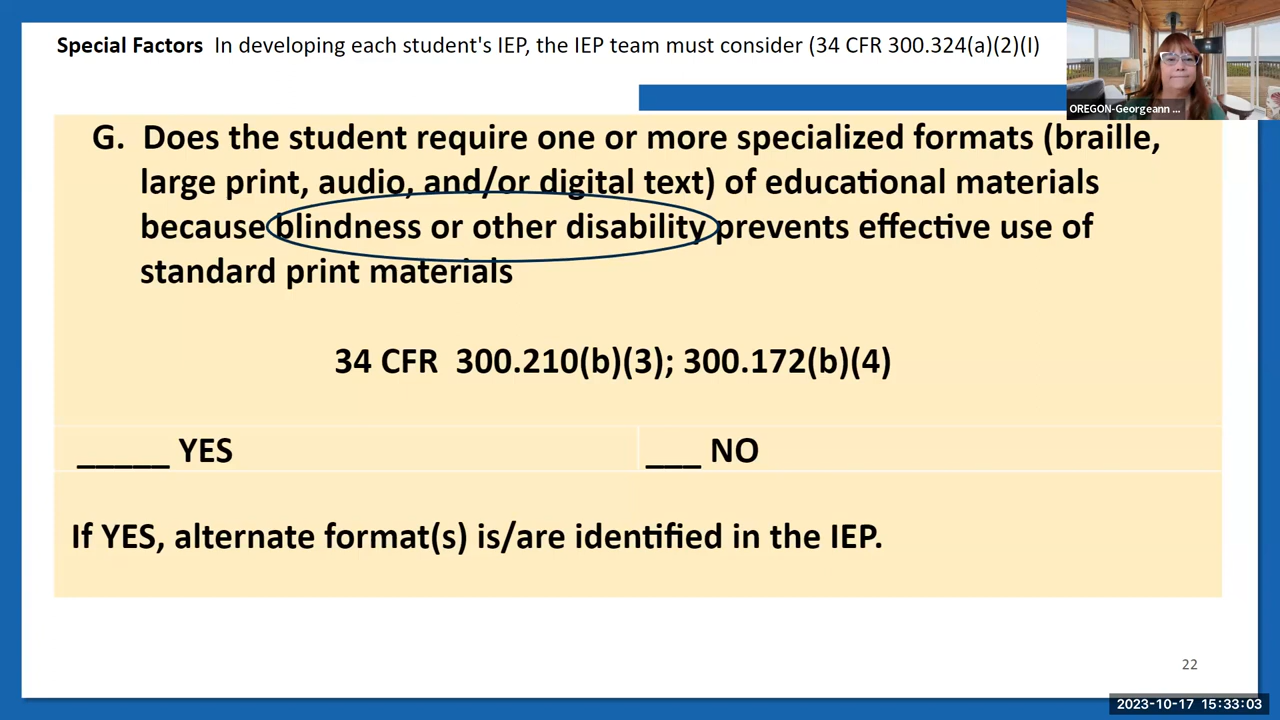 Special Factors In developing each student's IEP, the IEP team must consider (34 CFR 300.324(a)(2)(I)
OREGON-Georgeann ...
G. Does the student require one or more specialized formats (braille,
large print, audio, and/or digital text) of educational materials
because blindness or other disability prevents effective use of
standard print materials
34 CFR 300.210(b)(3); 300.172(b)(4)
_____ YES
___ NO
If YES, alternate format(s) is/are identified in the IEP.
22
2023-10-17 15:33:03